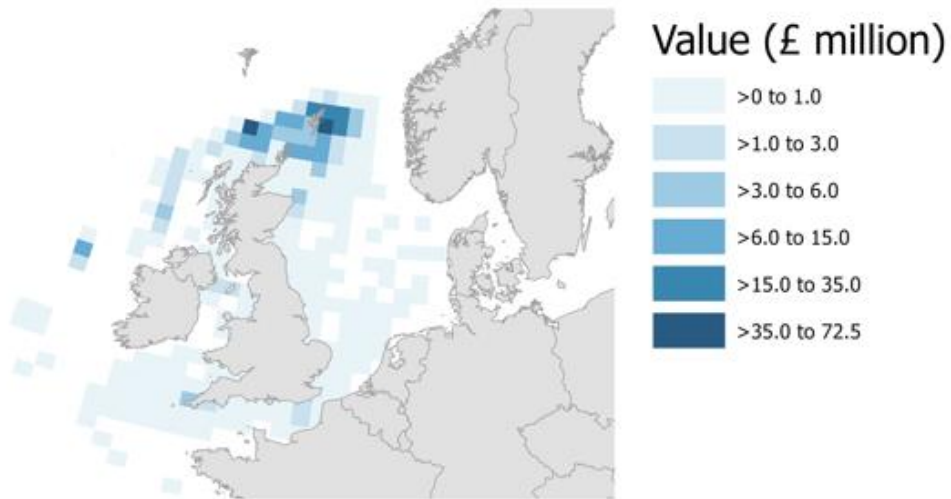 Value (£ million)
>0 to 1.0
>1.0 to 3.0
>3.0 to 6.0
>6.0 to 15.0
>15.0 to 35.0
>35.0 to 72.5